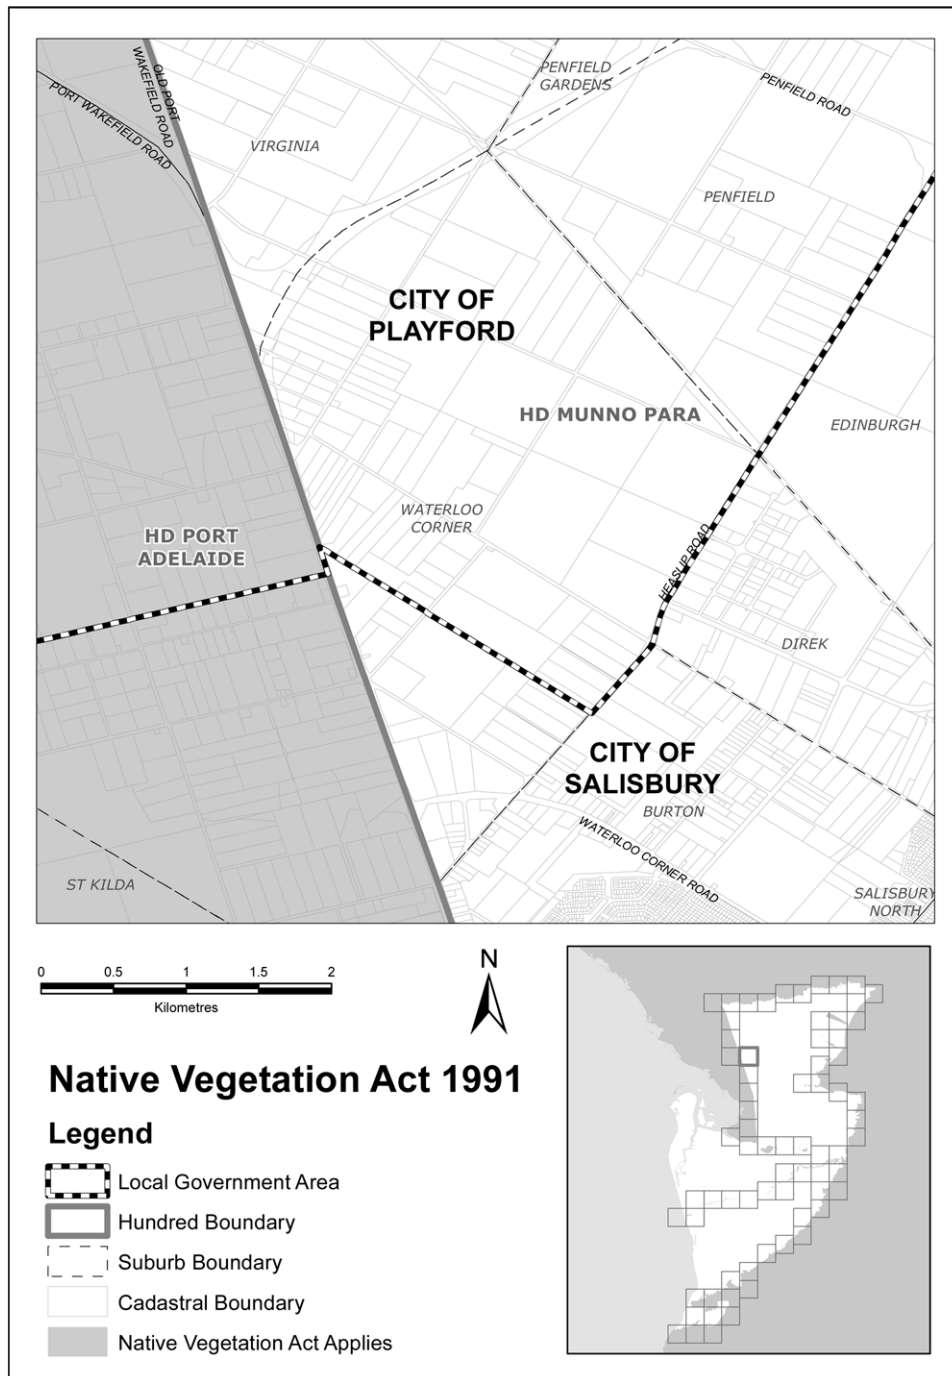 OLD PORT
WAKEFIELD ROAD
PORT WAKEFIELD ROAD
PENFIELD
GARDENS
PENFIELD ROAD
VIRGINIA
PENFIELD
CITY OF
PLAYFORD
HD MUNNO PARA
EDINBURGH
WATERLOO
CORNER
HD PORT
ADELAIDE
HEASLIP ROAD
DIREK
CITY OF
SALISBURY
BURTON
WATERLOO CORNER ROAD
ST KILDA
SALISBURY
NORTH
0 0.5 1 1.5 2
Kilometres
N
Native Vegetation Act 1991
Legend
Local Government Area
Hundred Boundary
Suburb Boundary
Cadastral Boundary
Native Vegetation Act Applies